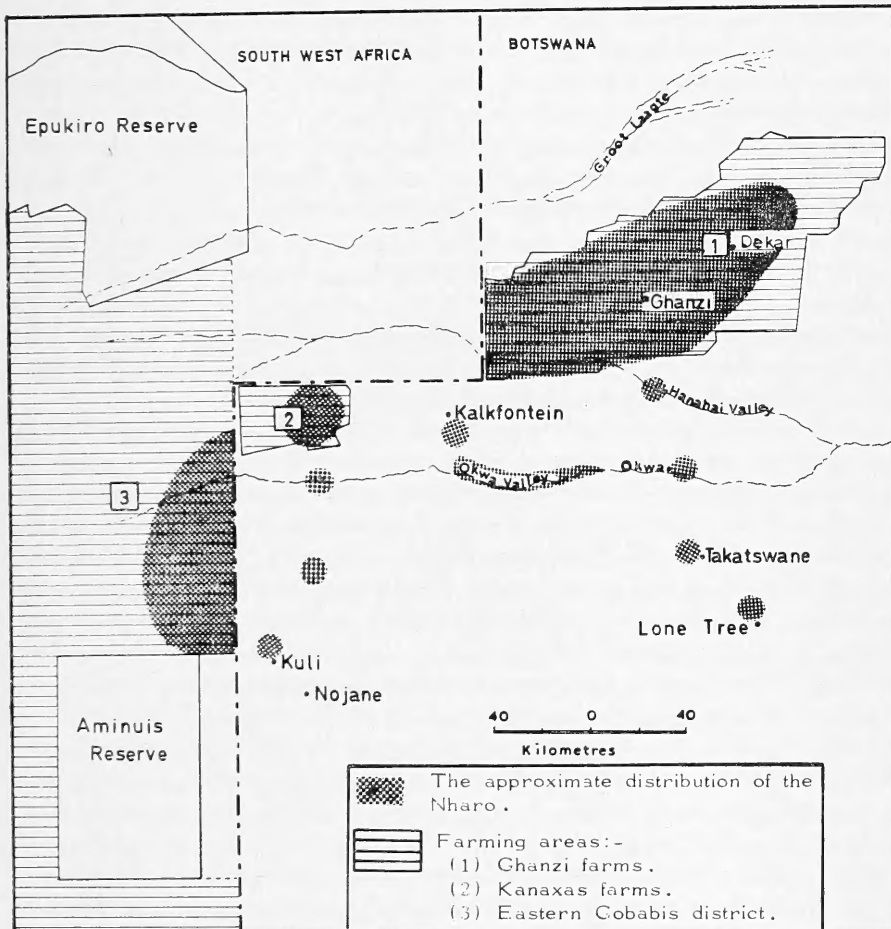 SOUTH WEST AFRICA
BOTSWANA
Epukiro Reserve
Groot Laagte
1
Dekar
Ghanzi
2
Kalkfontein
Hanahai Valley
3
Okwa Valley
Okwa
Takatswane
Lone Tree
Kuli
Nojane
Aminuis
Reserve
40 0 40
Kilometres
The approximate distribution of the
Nharo.
Farming areas:-
(1) Ghanzi farms.
(2) Kanaxas farms.
(3) Eastern Gobabis district.